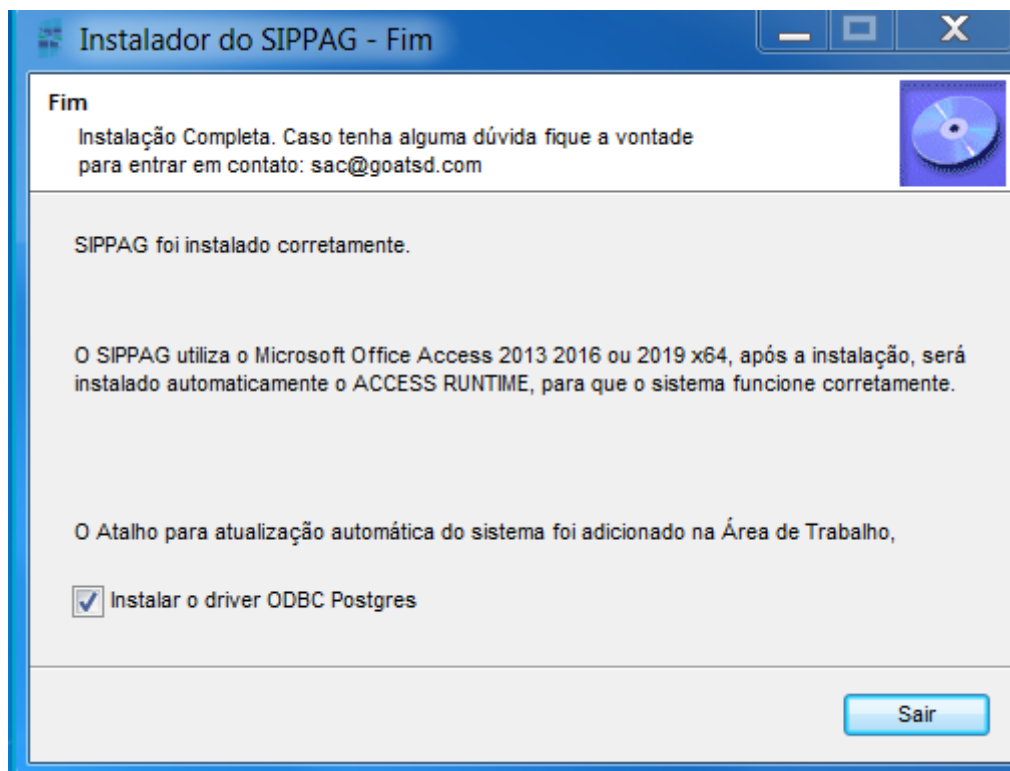 Instalador do SIPPAG - Fim
Fim
Instalação Completa. Caso tenha alguma dúvida fique a vontade
para entrar em contato: sac@goatsd.com
SIPPAG foi instalado corretamente.
O SIPPAG utiliza o Microsoft Office Access 2013 2016 ou 2019 x64, após a instalação, será
instalado automaticamente o ACCESS RUNTIME, para que o sistema funcione corretamente.
O Atalho para atualização automática do sistema foi adicionado na Área de Trabalho,
Instalar o driver ODBC Postgres
Sair